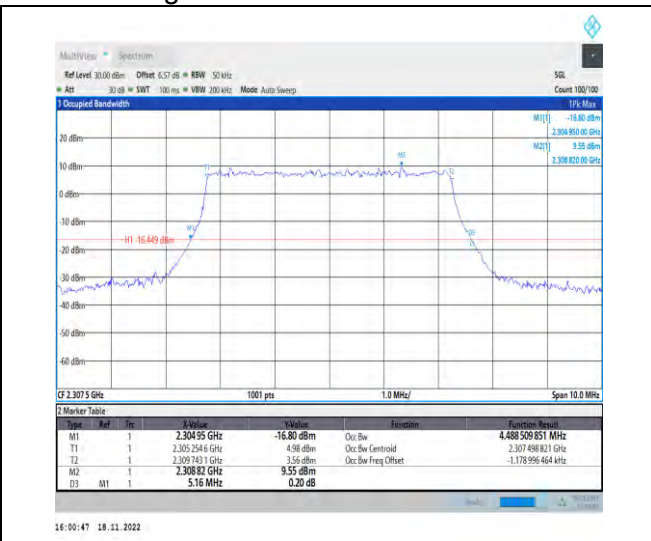 MultiView Spectrum
Ref Level 30.00 dBm Offset 6.57 dB RBW 50 kHz SGL
Att 30 dB SWT 100 ms VBW 200 kHz Mode Auto Sweep Count 100/100
1 Occupied Bandwidth 1Pk Max
M1[1] -16.80 dBm
2.304 950 00 GHz
M2[1] 9.55 dBm
2.308 820 00 GHz
20 dBm
10 dBm
0 dBm
-10 dBm
-20 dBm
-30 dBm
-40 dBm
-50 dBm
-60 dBm
T1
M2
T2
M1
D3
H1 -16.449 dBm
CF 2.307 5 GHz 1001 pts 1.0 MHz/ Span 10.0 MHz
2 Marker Table
Type Ref Trc X-Value Y-Value Function Function Result
M1 1 2.304 95 GHz -16.80 dBm Occ Bw 4.488 509 851 MHz
T1 1 2.305 254 6 GHz 4.98 dBm Occ Bw Centroid 2.307 498 821 GHz
T2 1 2.309 743 1 GHz 3.56 dBm Occ Bw Freq Offset -1.178 996 464 kHz
M2 1 2.308 82 GHz 9.55 dBm
D3 M1 1 5.16 MHz 0.20 dB
16:00:47 18.11.2022